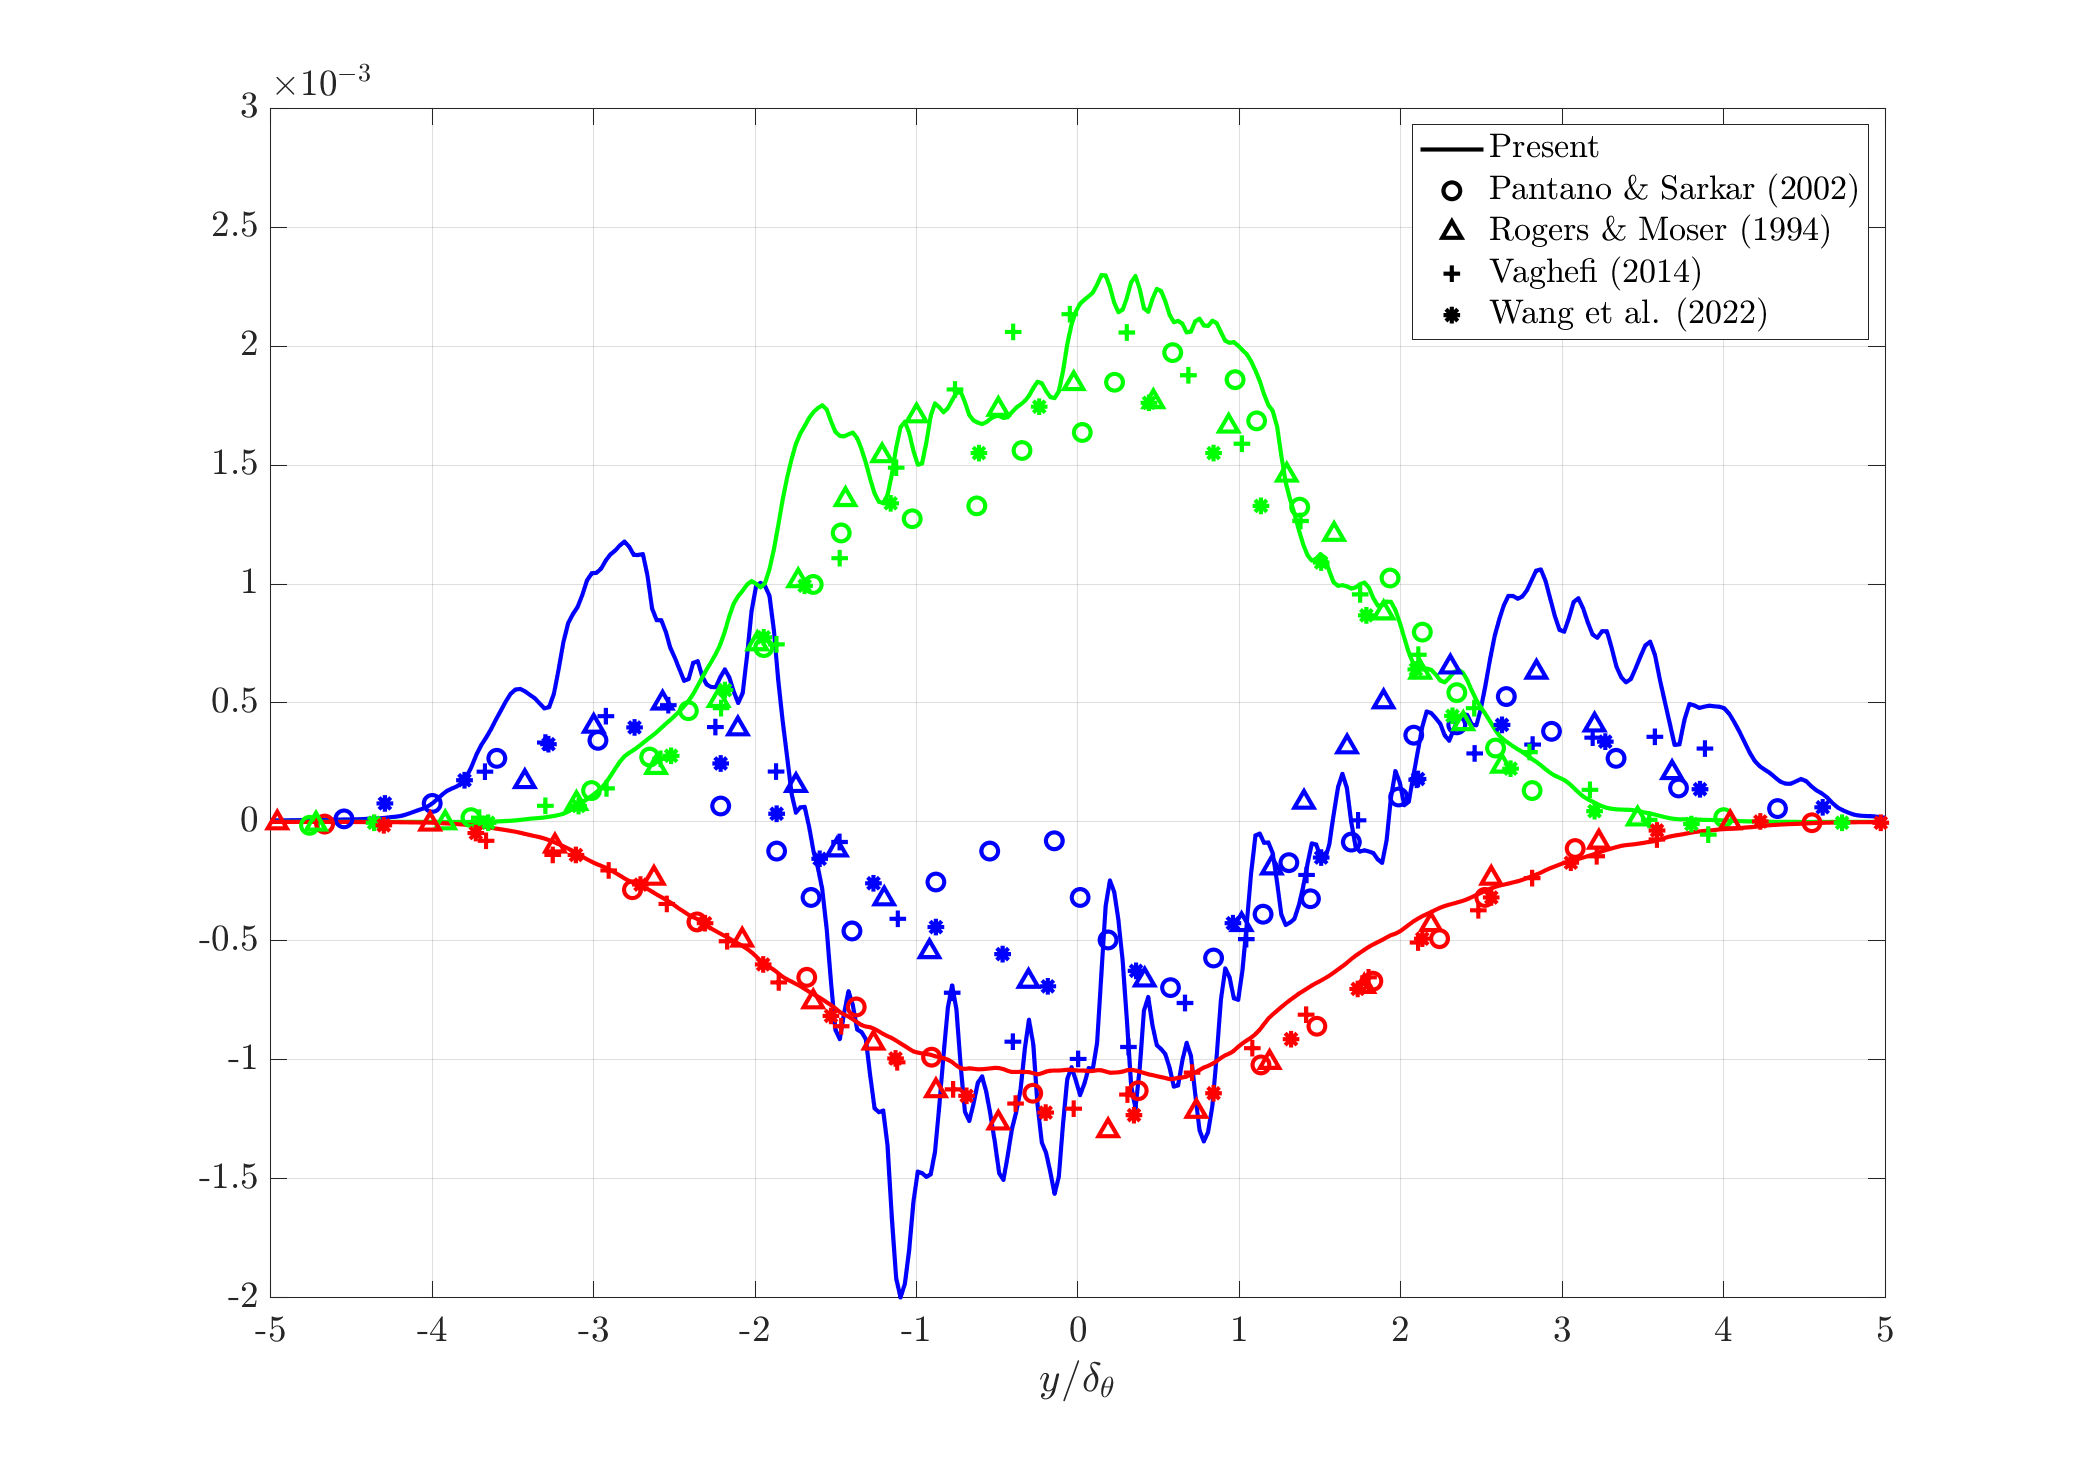 ×10⁻³
3
2.5
2
1.5
1
0.5
0
-0.5
-1
-1.5
-2
-5 -4 -3 -2 -1 0 1 2 3 4 5
y/δ_θ
Present
Pantano & Sarkar (2002)
Rogers & Moser (1994)
Vaghefi (2014)
Wang et al. (2022)